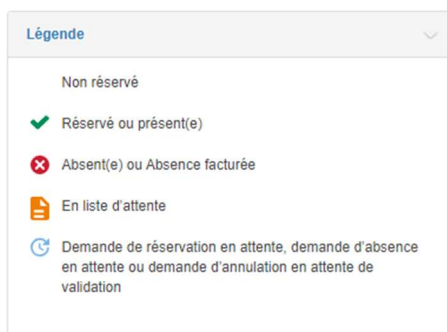 Légende
Non réservé
Réservé ou présent(e)
Absent(e) ou Absence facturée
En liste d'attente
Demande de réservation en attente, demande d'absence
en attente ou demande d'annulation en attente de
validation